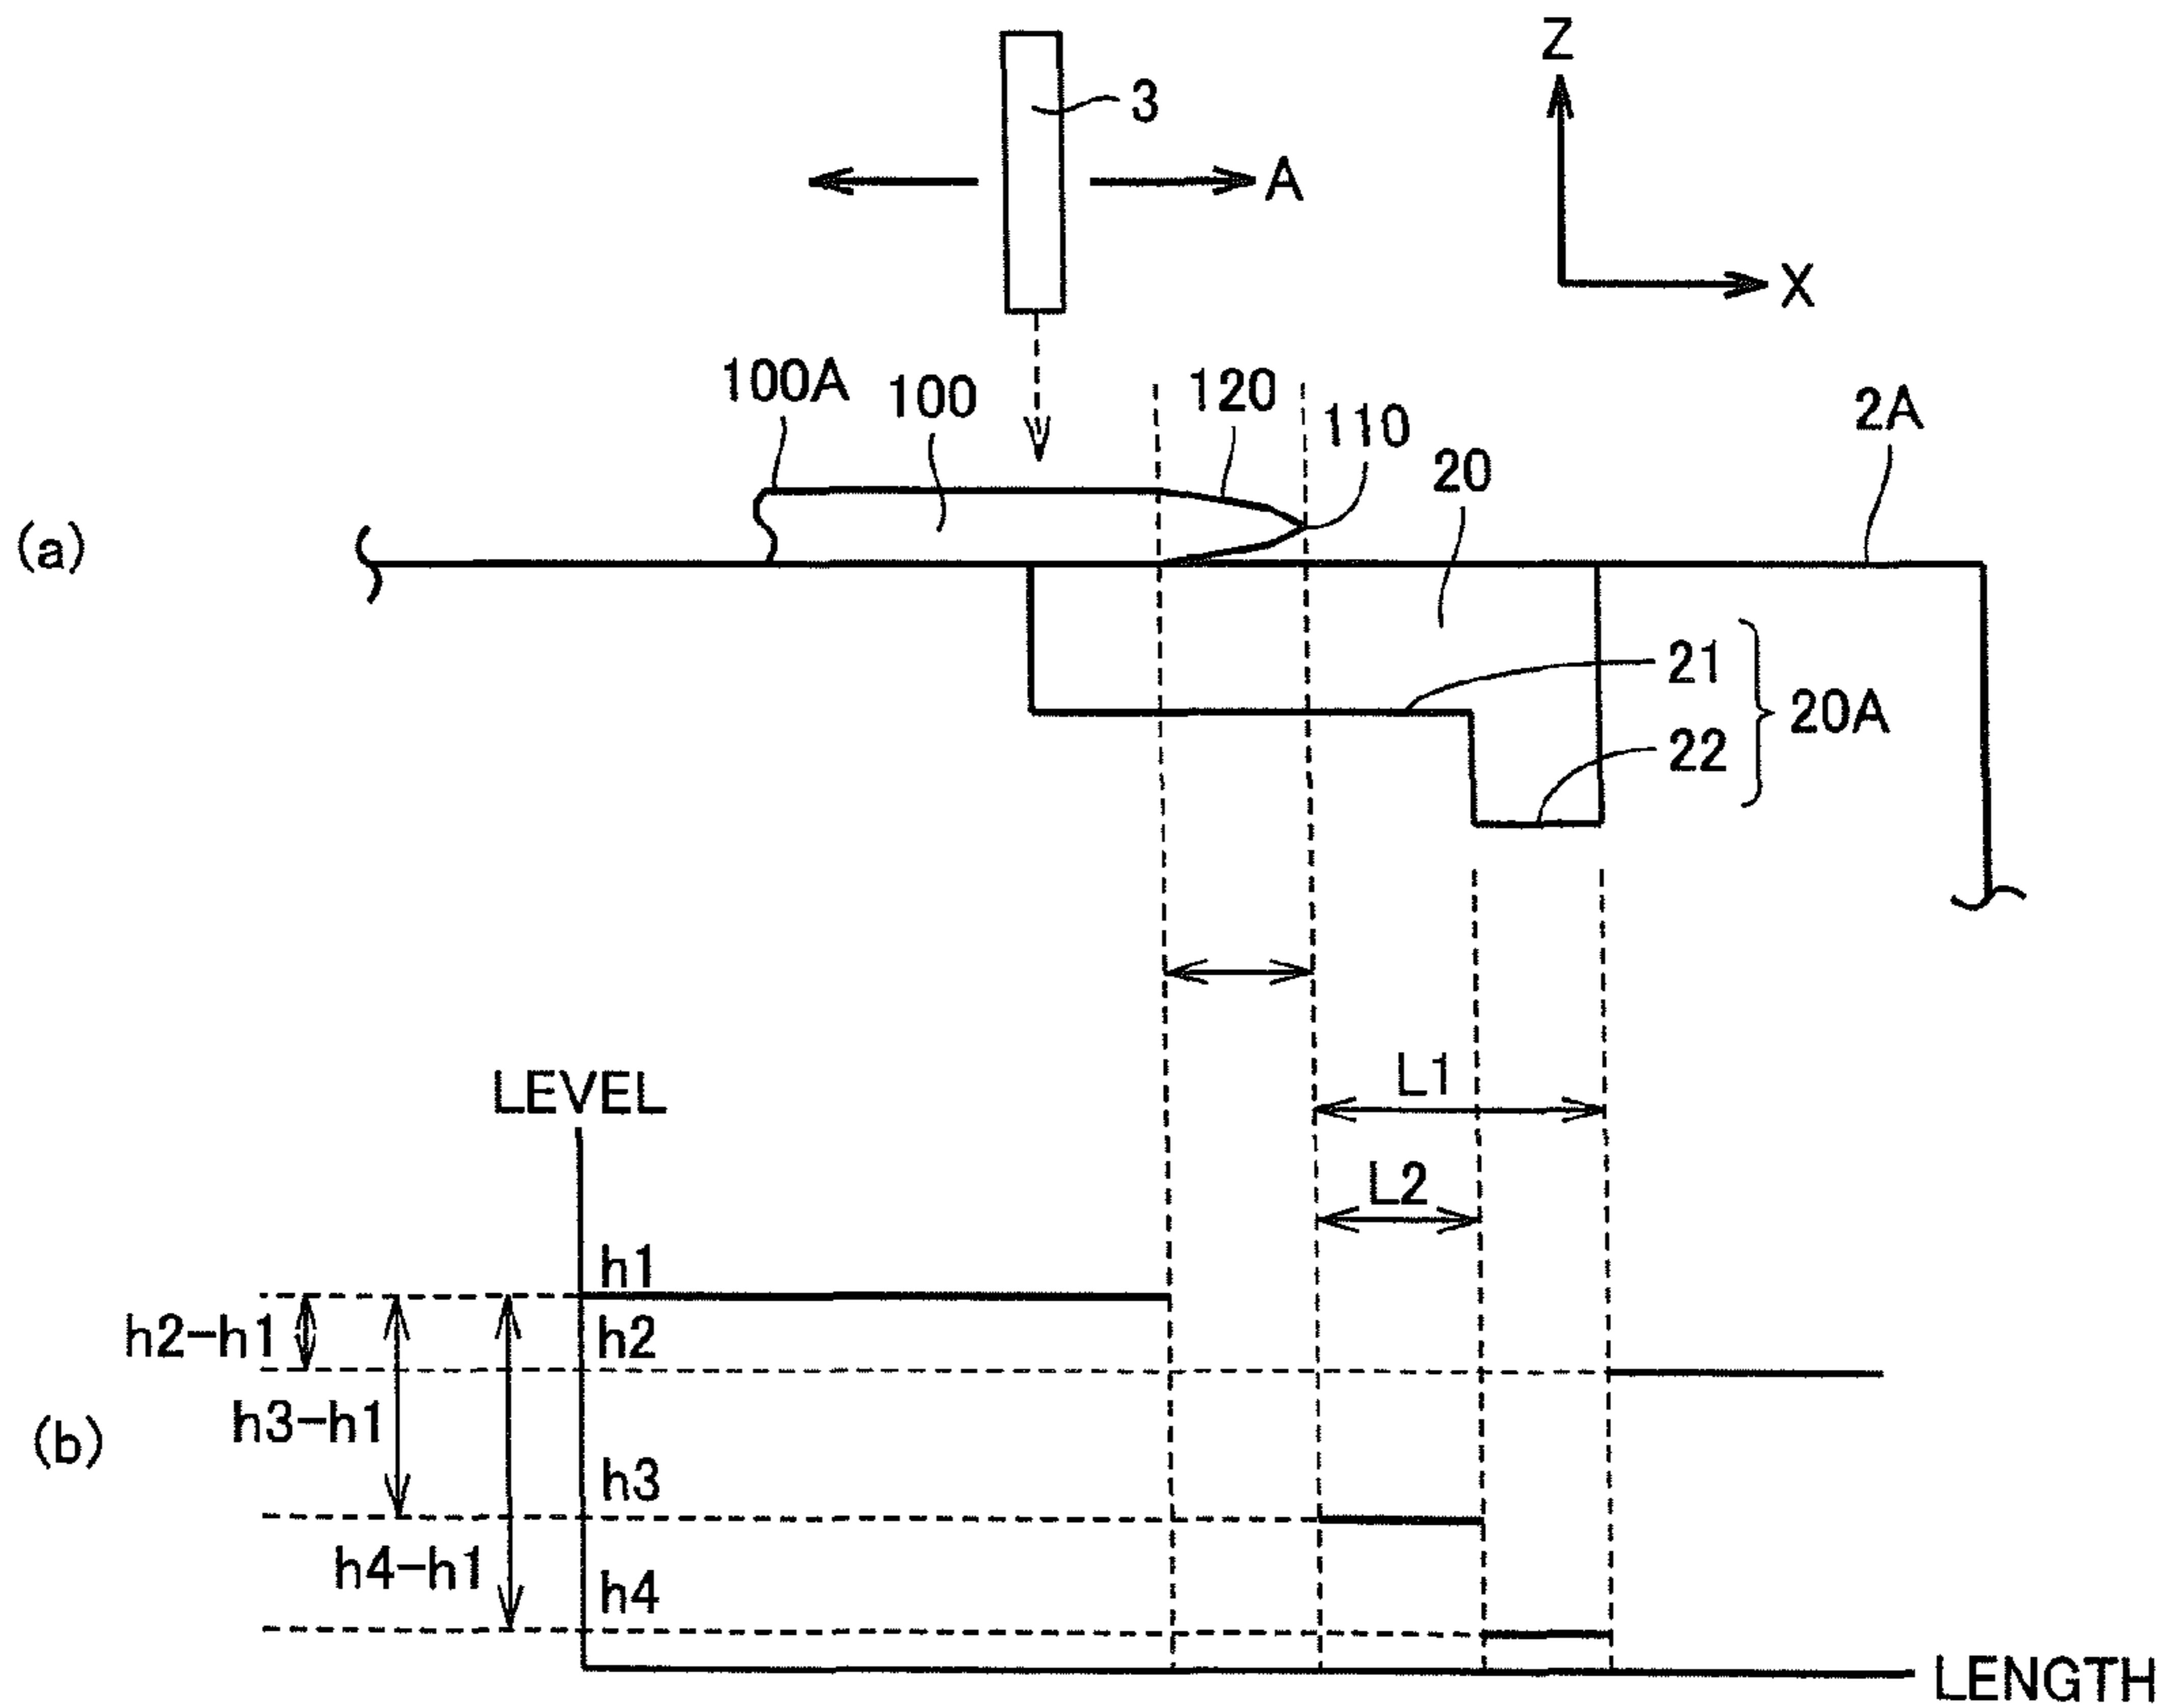 Z
3
A
X
100A
100
120
110
2A
20
(a)
21
20A
22
L1
LEVEL
L2
h1
h2-h1
h2
h3-h1
(b)
h3
h4-h1
h4
LENGTH